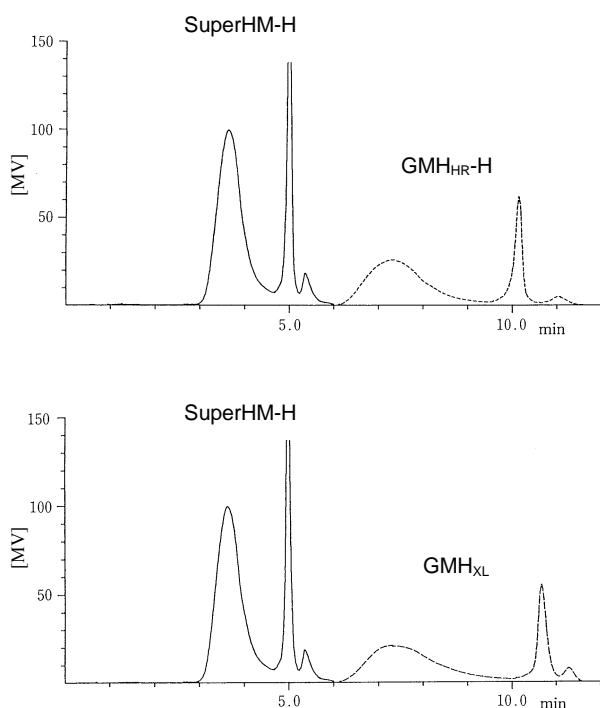 SuperHM-H
150
100
[MV]
GMHHR-H
50
5.0
10.0 min
SuperHM-H
150
100
[MV]
GMHXL
50
5.0
10.0 min